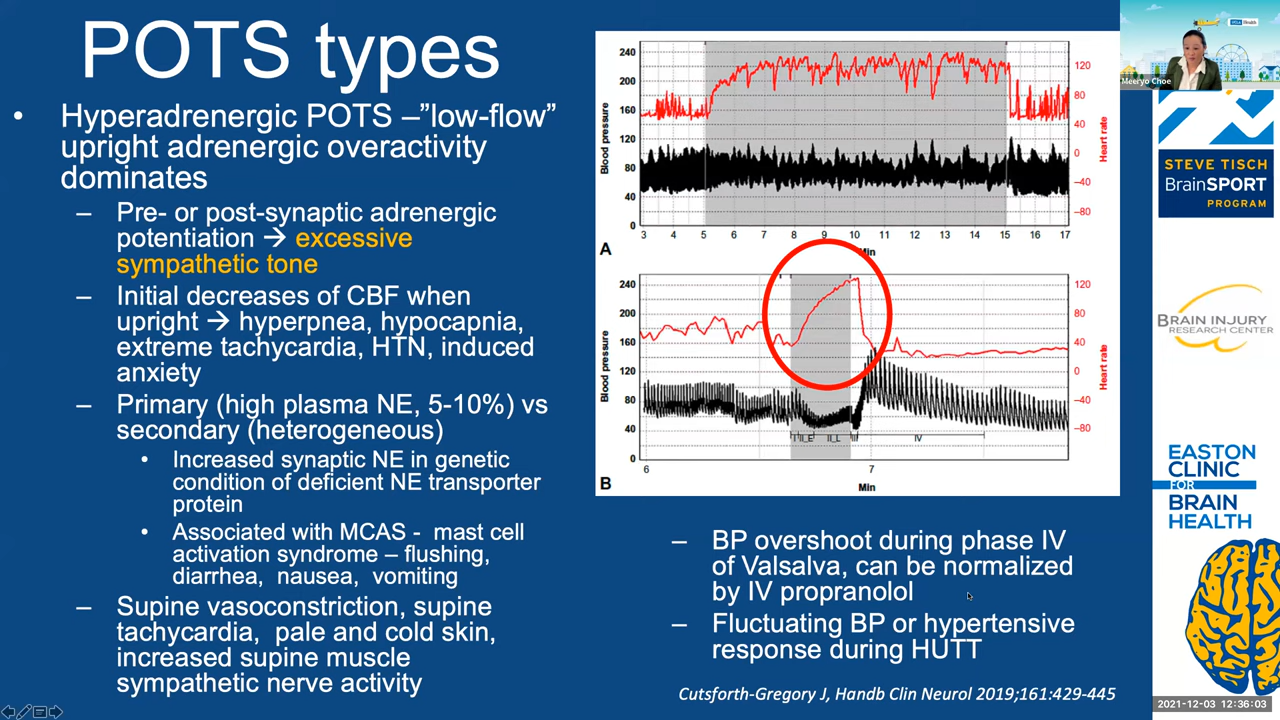 POTS types
• Hyperadrenergic POTS –”low-flow”
upright adrenergic overactivity
dominates
– Pre- or post-synaptic adrenergic
potentiation → excessive
sympathetic tone
– Initial decreases of CBF when
upright → hyperpnea, hypocapnia,
extreme tachycardia, HTN, induced
anxiety
– Primary (high plasma NE, 5-10%) vs
secondary (heterogeneous)
• Increased synaptic NE in genetic
condition of deficient NE transporter
protein
• Associated with MCAS - mast cell
activation syndrome – flushing,
diarrhea, nausea, vomiting
– Supine vasoconstriction, supine
tachycardia, pale and cold skin,
increased supine muscle
sympathetic nerve activity
Blood pressure
240
200
160
120
80
40
0
120
80
40
0
−40
−80
Heart rate
3 4 5 6 7 8 9 10 11 12 13 14 15 16 17
Min
A
Blood pressure
240
200
160
120
80
40
0
120
80
40
0
−40
−80
Heart rate
I II_E II_L III IV
6 7
Min
B
– BP overshoot during phase IV
of Valsalva, can be normalized
by IV propranolol
– Fluctuating BP or hypertensive
response during HUTT
Cutsforth-Gregory J, Handb Clin Neurol 2019;161:429-445
Meeryo Choe
STEVE TISCH
BrainSPORT
PROGRAM
BRAIN INJURY
RESEARCH CENTER
EASTON
CLINIC
FOR
BRAIN
HEALTH
2021-12-03 12:36:03